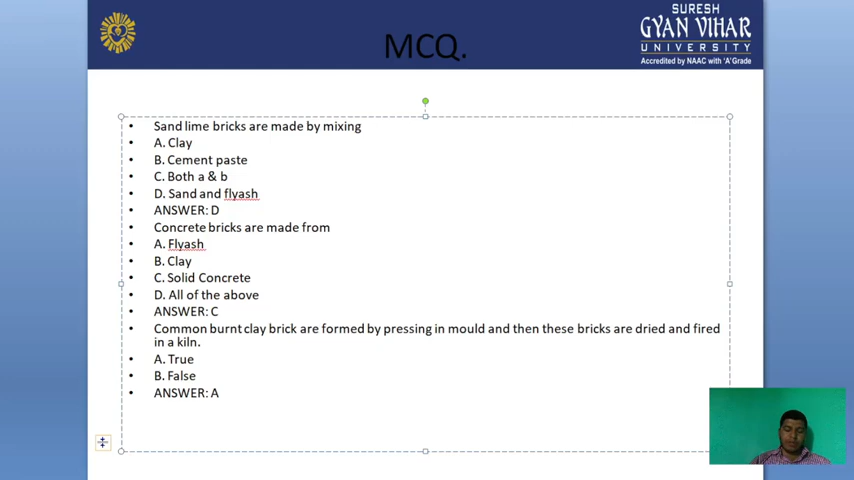 SURESH
GYAN VIHAR
UNIVERSITY
Accredited by NAAC with 'A' Grade
MCQ.
• Sand lime bricks are made by mixing
• A. Clay
• B. Cement paste
• C. Both a & b
• D. Sand and flyash
• ANSWER: D
• Concrete bricks are made from
• A. Flyash
• B. Clay
• C. Solid Concrete
• D. All of the above
• ANSWER: C
• Common burnt clay brick are formed by pressing in mould and then these bricks are dried and fired
in a kiln.
• A. True
• B. False
• ANSWER: A